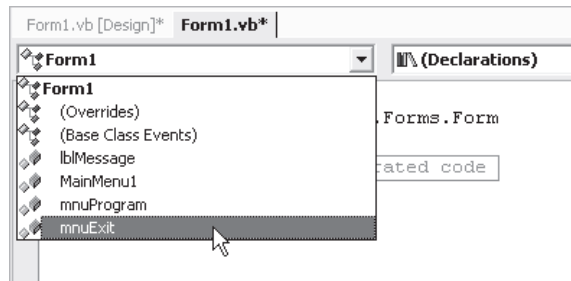 Form1.vb [Design]* Form1.vb*
Form1 (Declarations)
Form1
(Overrides)
.Forms.Form
(Base Class Events)
lblMessage
rated code
MainMenu1
mnuProgram
mnuExit